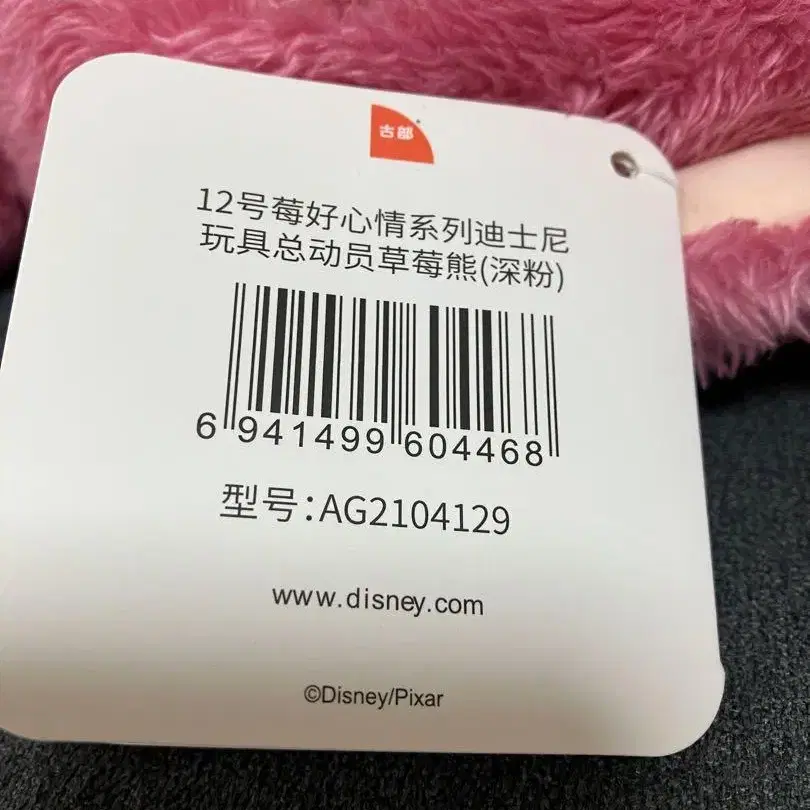 古部
12号莓好心情系列迪士尼
玩具总动员草莓熊(深粉)
6 941499 604468
型号:AG2104129
www.disney.com
©Disney/Pixar